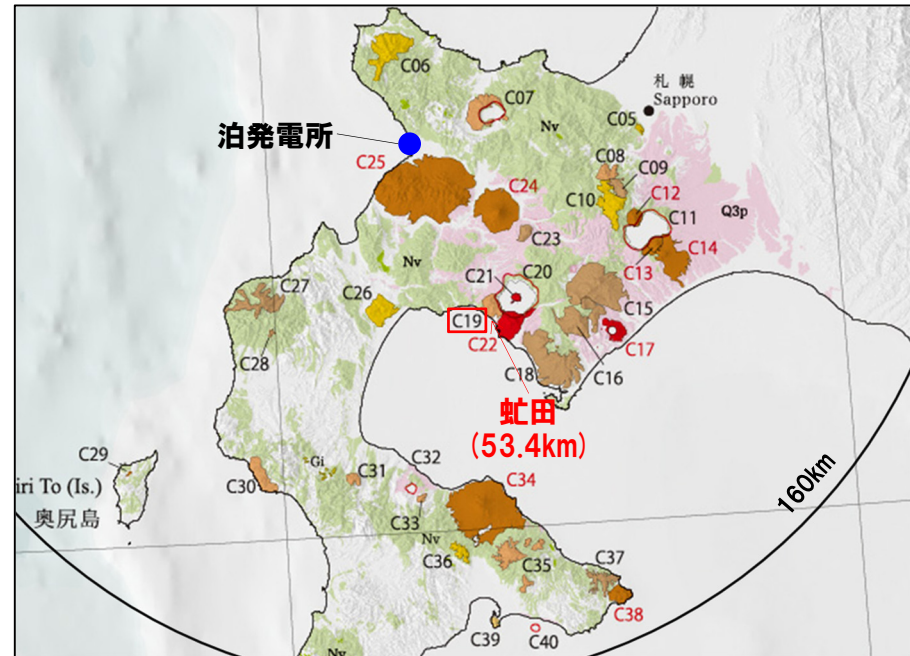 C06
C07
札幌
Sapporo
C05
Nv
泊発電所
C25
C24
C08
C09
C10
C12
C11
Q3p
C23
C13
C14
Nv
C21
C20
C27
C26
C15
C19
C22
C17
C28
C18
C16
虻田
(53.4km)
C29
C32
C34
iri To (Is.)
奥尻島
Gi
C31
C30
C33
160km
Nv
C36
C35
C37
C38
C39
C40
Nv